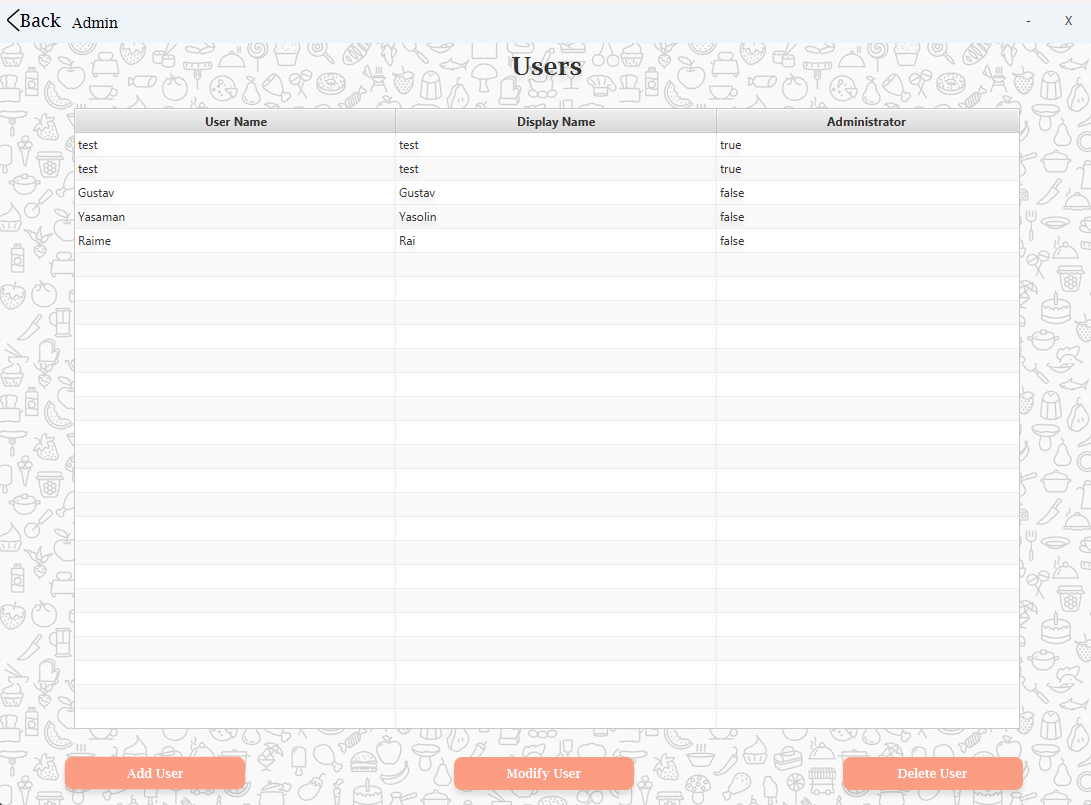 Back Admin - X
Users
User Name Display Name Administrator
test test true
test test true
Gustav Gustav false
Yasaman Yasolin false
Raime Rai false
Add User Modify User Delete User